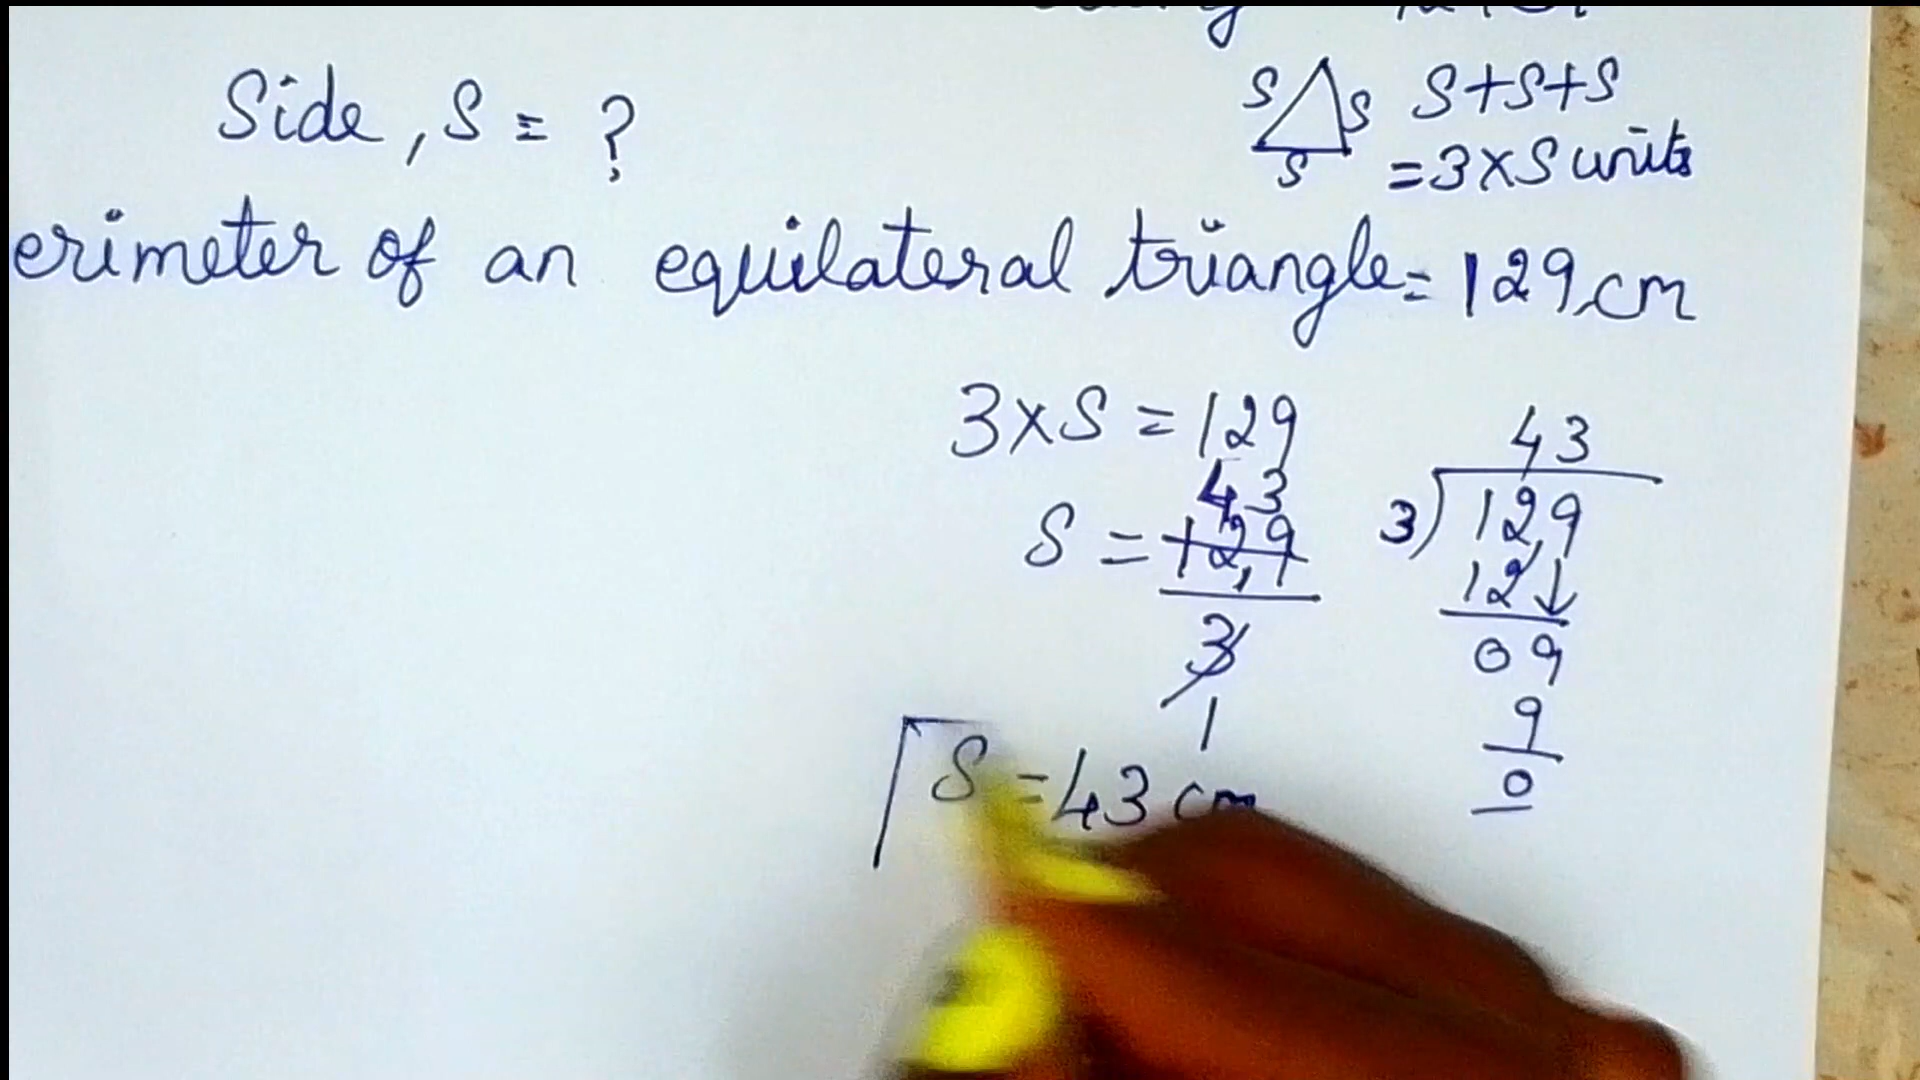 Side, S = ?
S S S
S+S+S
= 3×S units
erimeter of an equilateral triangle = 129 cm
3×S = 129
43
S = 129
3
1
S = 43 cm
43
3) 129
12↓
09
9
0